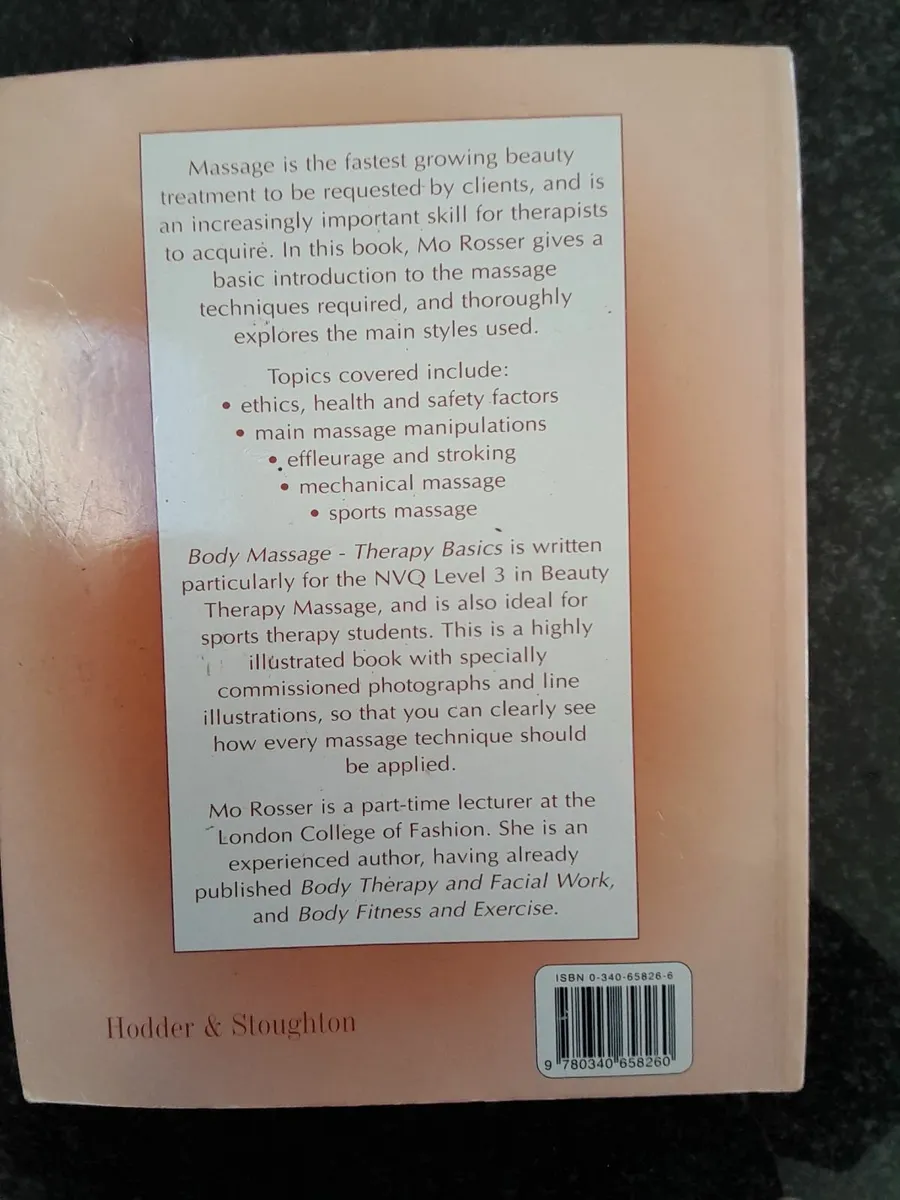 Massage is the fastest growing beauty
treatment to be requested by clients, and is
an increasingly important skill for therapists
to acquire. In this book, Mo Rosser gives a
basic introduction to the massage
techniques required, and thoroughly
explores the main styles used.
Topics covered include:
• ethics, health and safety factors
• main massage manipulations
• effleurage and stroking
• mechanical massage
• sports massage
Body Massage - Therapy Basics is written
particularly for the NVQ Level 3 in Beauty
Therapy Massage, and is also ideal for
sports therapy students. This is a highly
illustrated book with specially
commissioned photographs and line
illustrations, so that you can clearly see
how every massage technique should
be applied.
Mo Rosser is a part-time lecturer at the
London College of Fashion. She is an
experienced author, having already
published Body Therapy and Facial Work,
and Body Fitness and Exercise.
ISBN 0-340-65826-6
Hodder & Stoughton
9 780340 658260